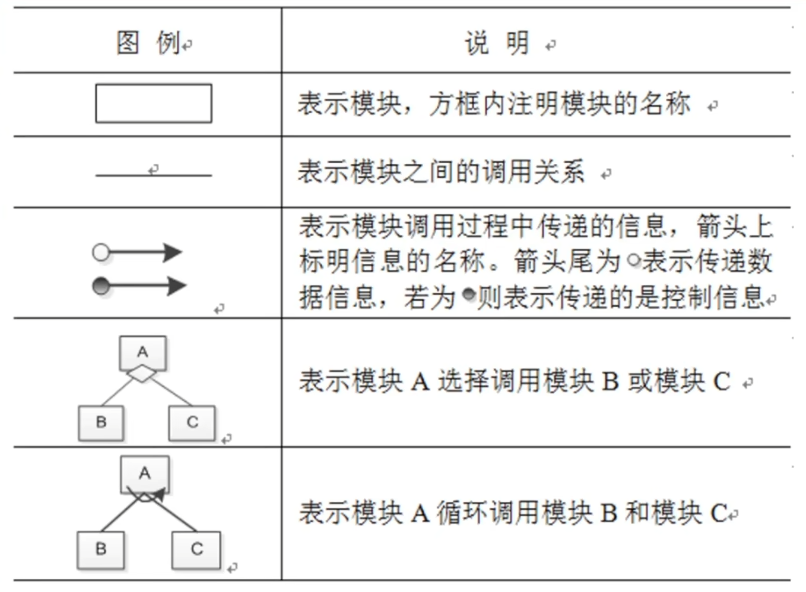 图 例
说 明
表示模块，方框内注明模块的名称
表示模块之间的调用关系
表示模块调用过程中传递的信息，箭头上
标明信息的名称。箭头尾为○表示传递数
据信息，若为●则表示传递的是控制信息
A
B
C
表示模块 A 选择调用模块 B 或模块 C
A
B
C
表示模块 A 循环调用模块 B 和模块 C